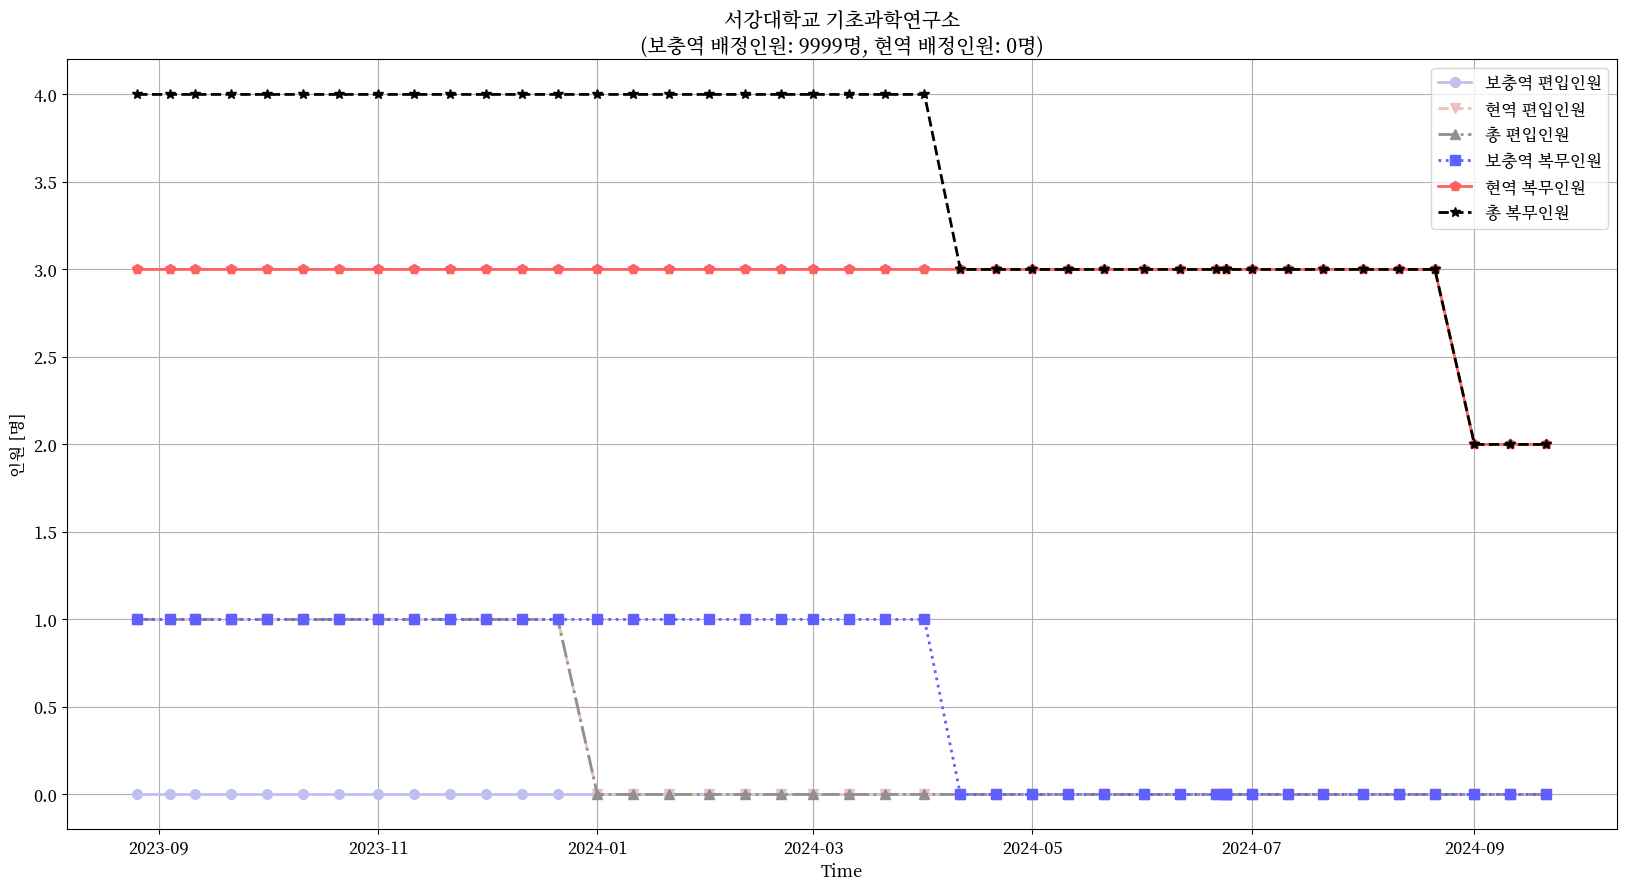 서강대학교 기초과학연구소
(보충역 배정인원: 9999명, 현역 배정인원: 0명)
보충역 편입인원
현역 편입인원
총 편입인원
보충역 복무인원
현역 복무인원
총 복무인원
4.0
3.5
3.0
2.5
2.0
1.5
1.0
0.5
0.0
인원 [명]
2023-09
2023-11
2024-01
2024-03
2024-05
2024-07
2024-09
Time